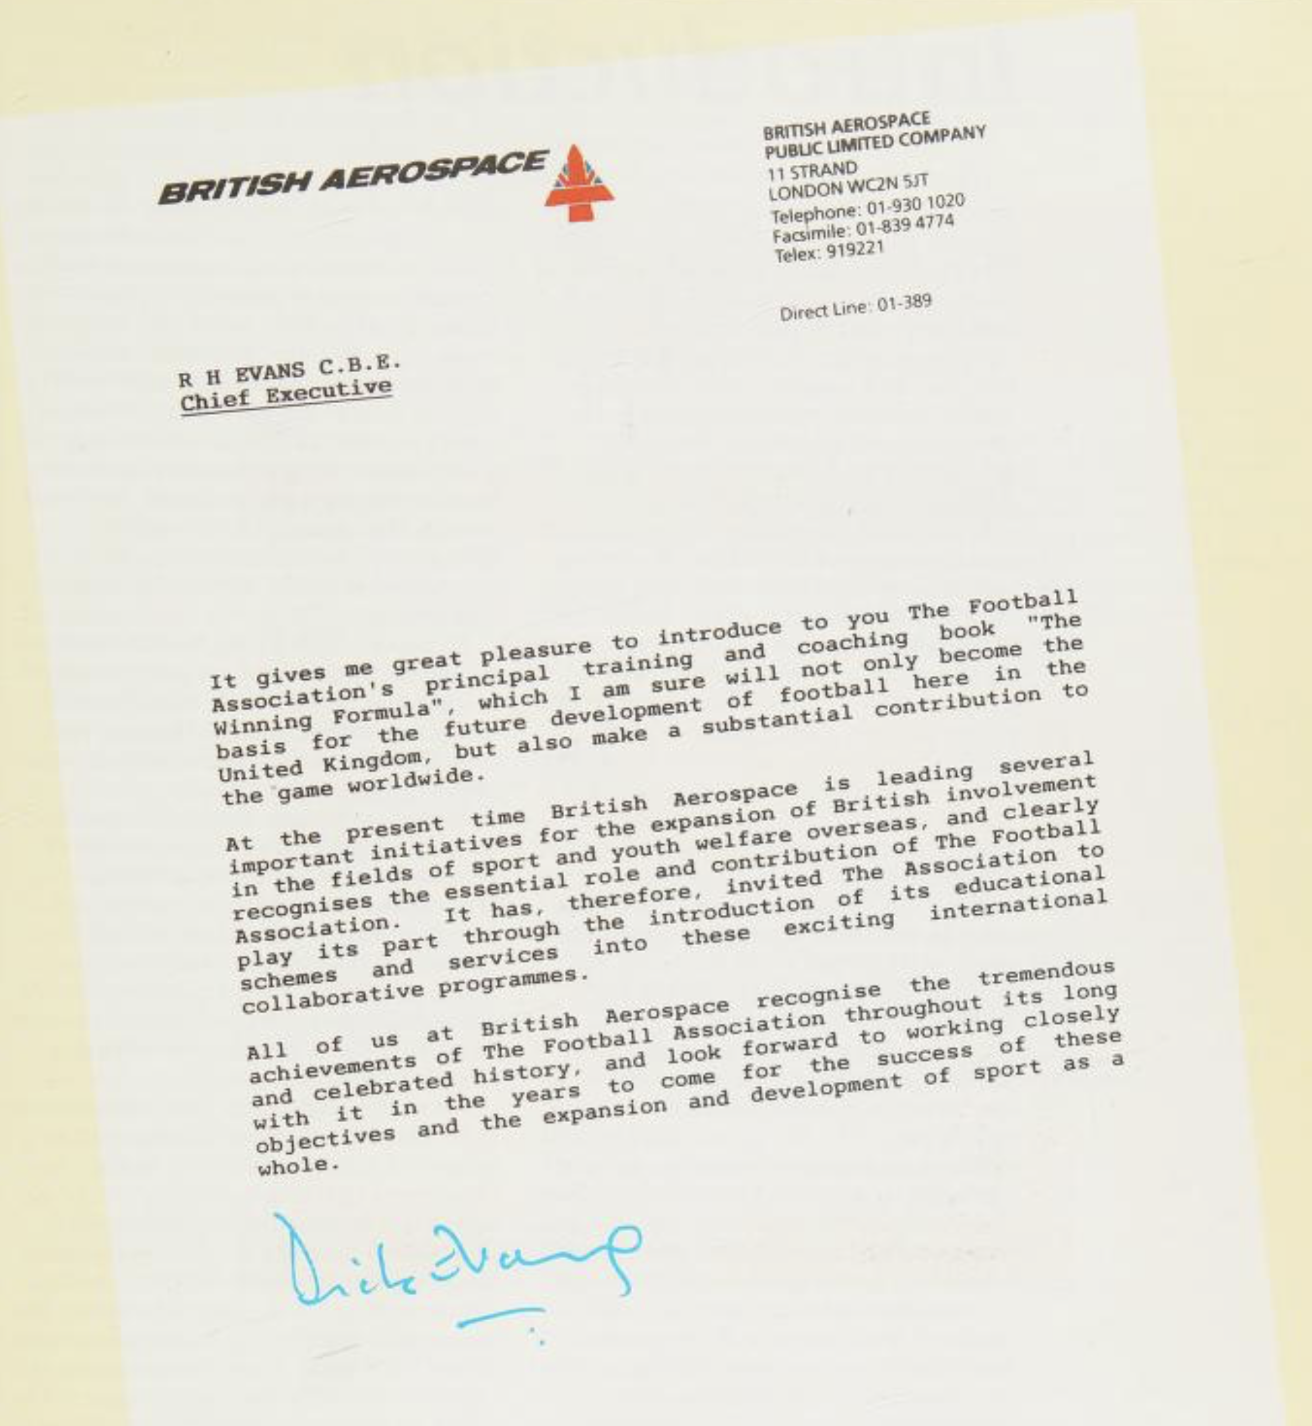 BRITISH AEROSPACE
BRITISH AEROSPACE
PUBLIC LIMITED COMPANY
11 STRAND
LONDON WC2N 5JT
Telephone: 01-930 1020
Facsimile: 01-839 4774
Telex: 919221
Direct Line: 01-389
R H EVANS C.B.E.
Chief Executive
It gives me great pleasure to introduce to you The Football
Association's principal training and coaching book "The
Winning Formula", which I am sure will not only become the
basis for the future development of football here in the
United Kingdom, but also make a substantial contribution to
the game worldwide.
At the present time British Aerospace is leading several
important initiatives for the expansion of British involvement
in the fields of sport and youth welfare overseas, and clearly
recognises the essential role and contribution of The Football
Association. It has, therefore, invited The Association to
play its part through the introduction of its educational
schemes and services into these exciting international
collaborative programmes.
All of us at British Aerospace recognise the tremendous
achievements of The Football Association throughout its long
and celebrated history, and look forward to working closely
with it in the years to come for the success of these
objectives and the expansion and development of sport as a
whole.
Dick Evans